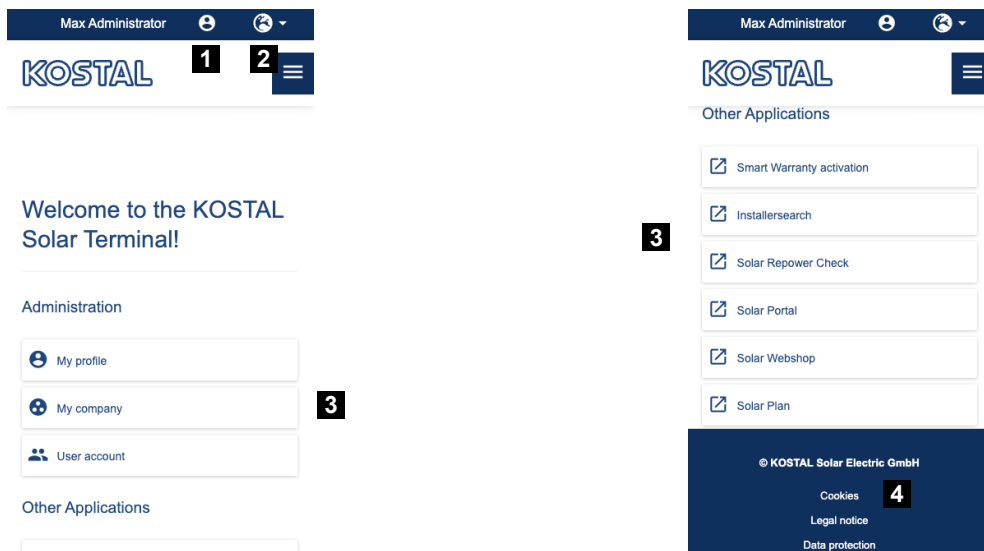 Max Administrator
1
2
KOSTAL
Welcome to the KOSTAL
Solar Terminal!
Administration
My profile
My company
3
User account
Other Applications
Max Administrator
KOSTAL
Other Applications
Smart Warranty activation
Installersearch
3
Solar Repower Check
Solar Portal
Solar Webshop
Solar Plan
© KOSTAL Solar Electric GmbH
Cookies
4
Legal notice
Data protection